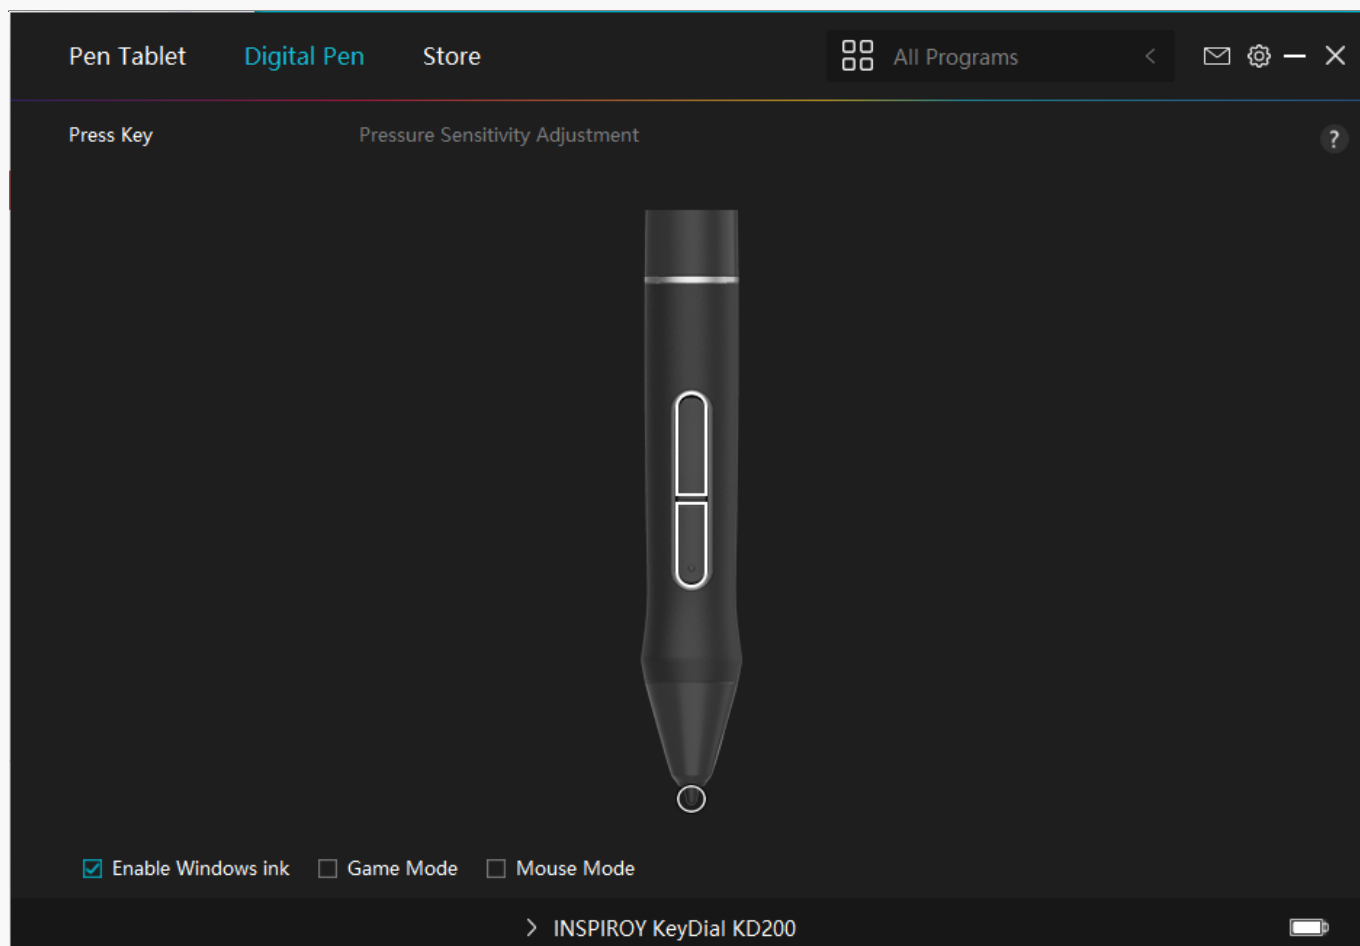 Pen Tablet Digital Pen Store All Programs
Press Key Pressure Sensitivity Adjustment ?
Enable Windows ink Game Mode Mouse Mode
INSPIROY KeyDial KD200